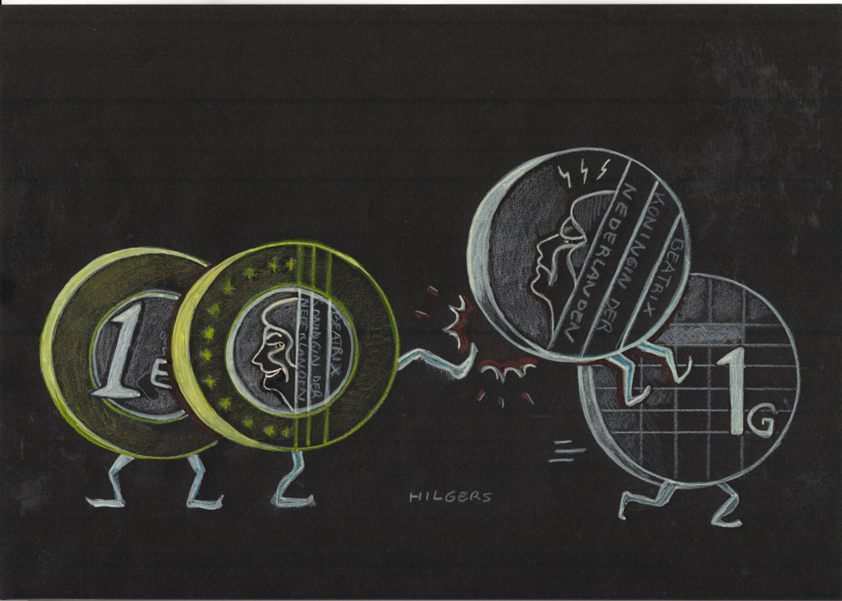 1 E
BEATRIX
KONINGIN DER
NEDERLANDEN
BEATRIX
KONINGIN DER
NEDERLANDEN
1 G
HILGERS